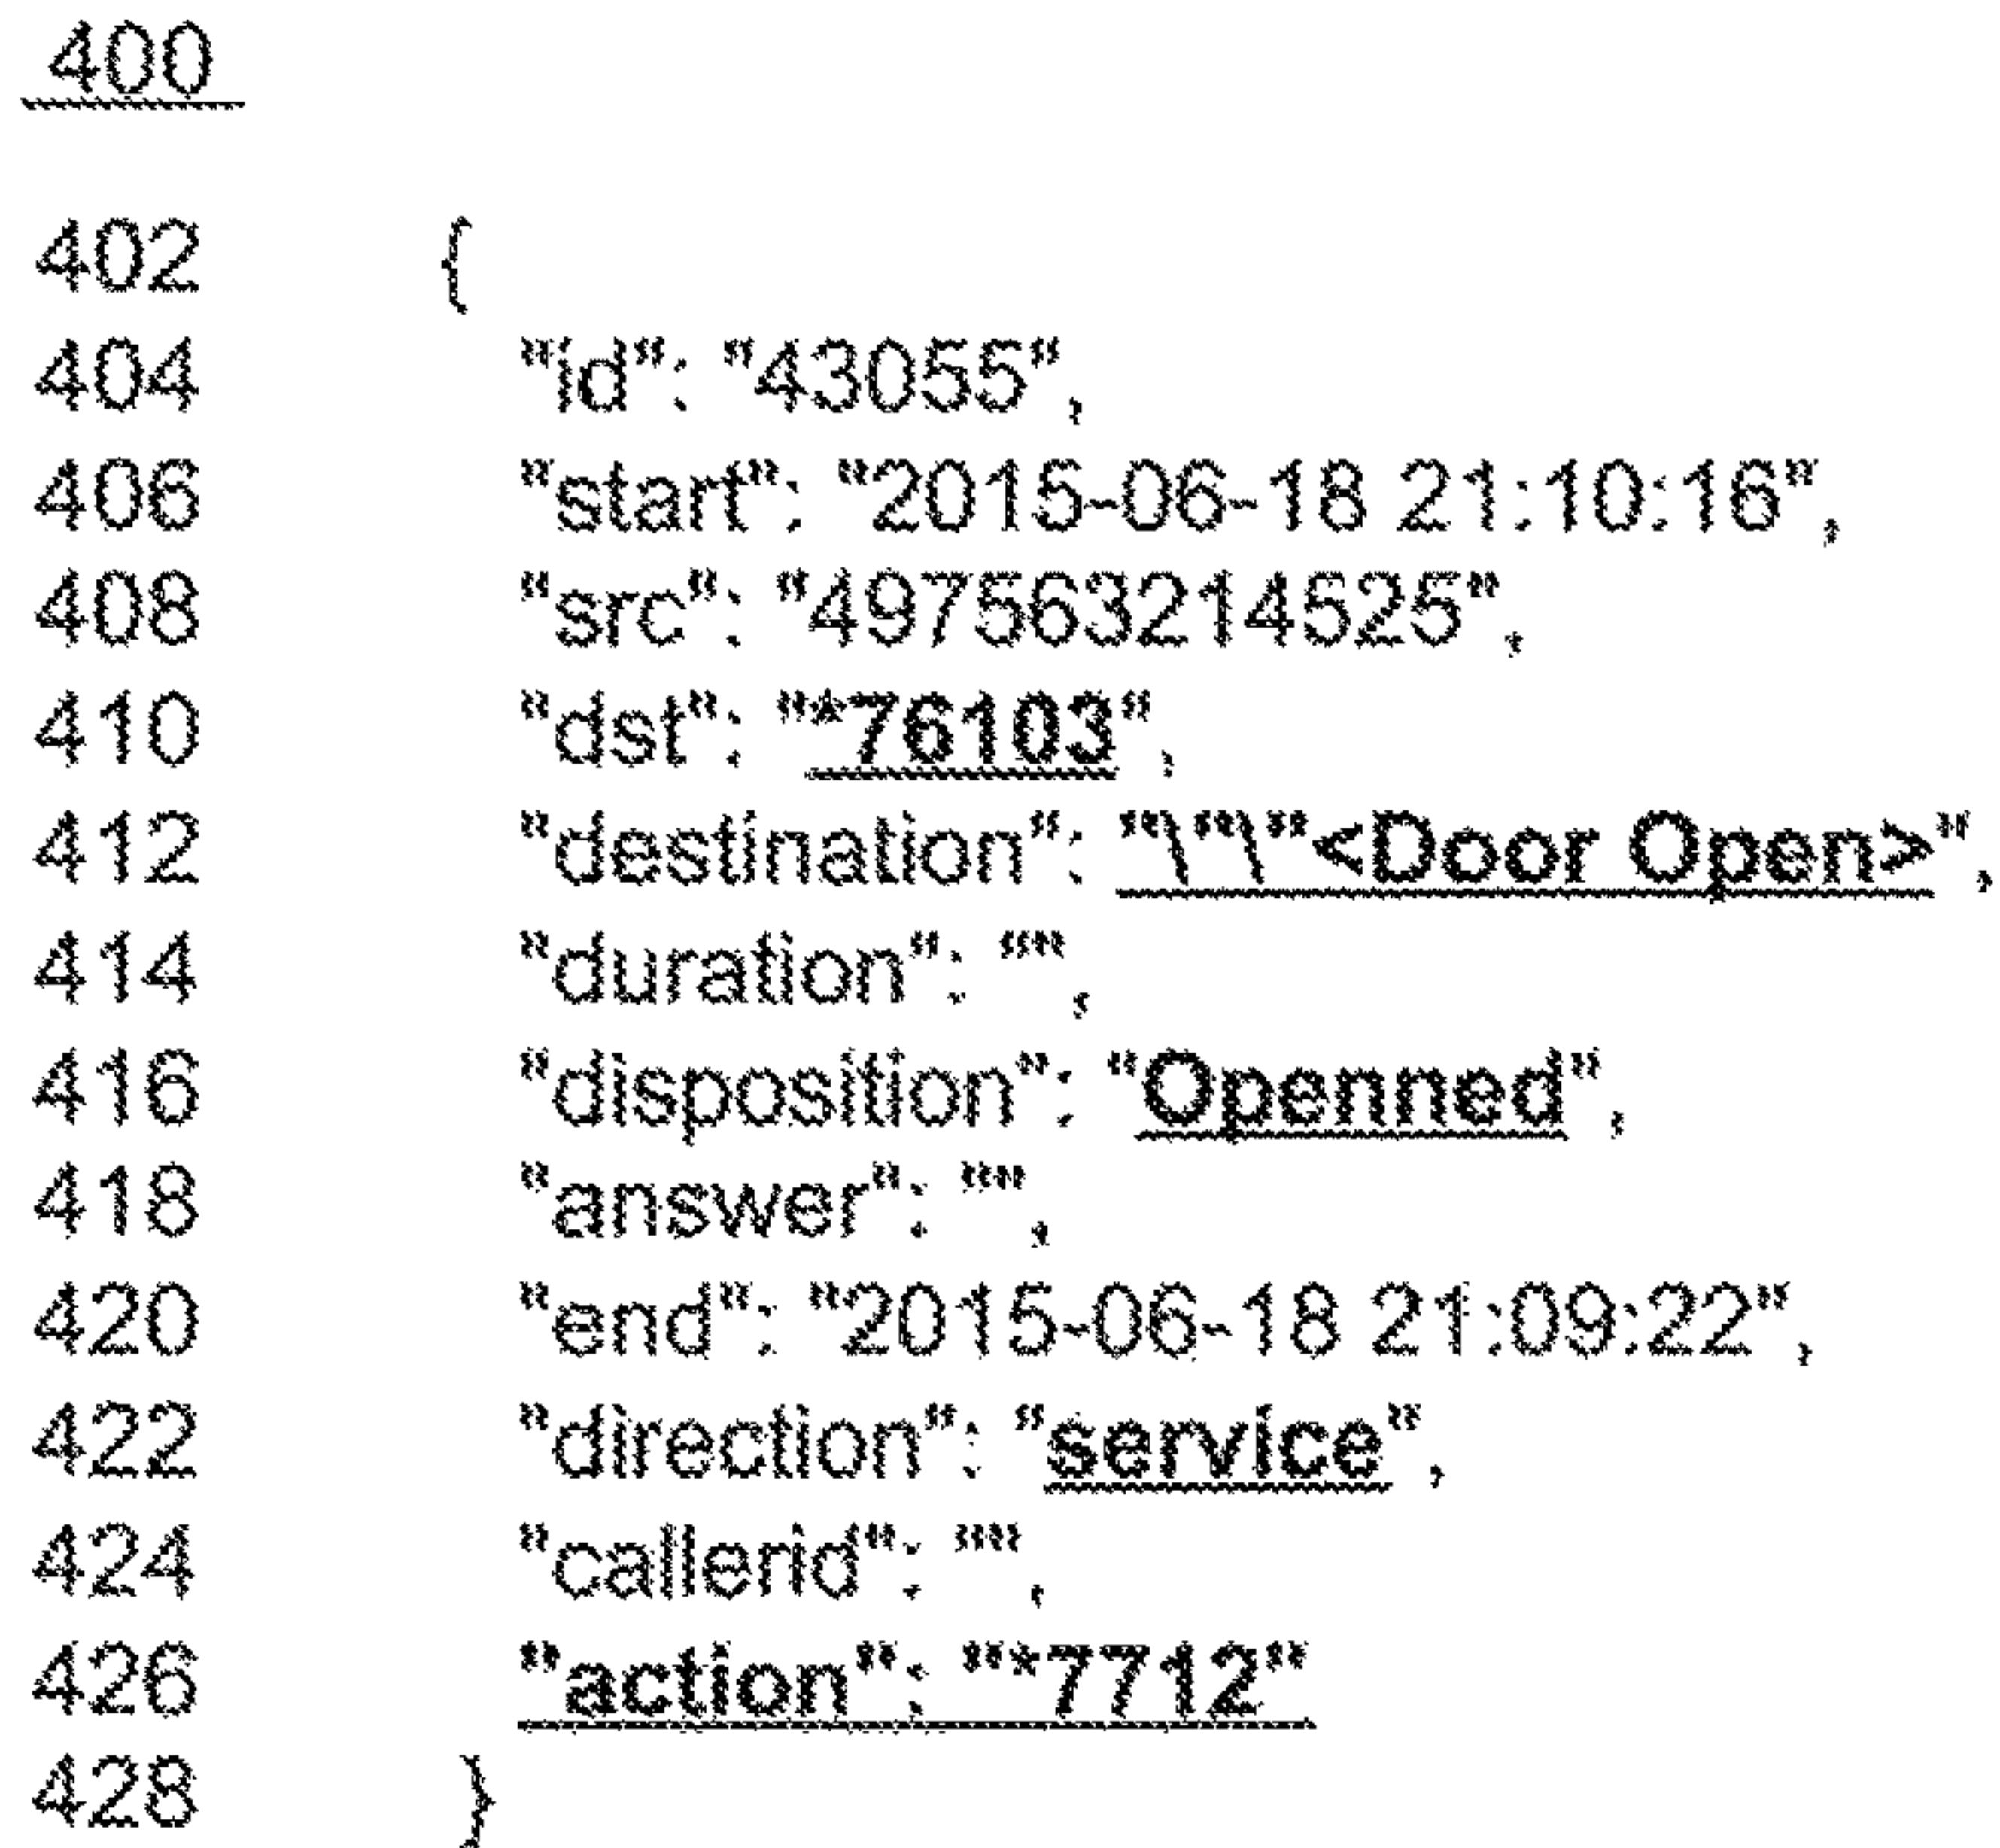 400
402 {
404 "id": "43055",
406 "start": "2015-06-18 21:10:16",
408 "src": "497563214525",
410 "dst": "*76103",
412 "destination": "\"\"<Door Open>",
414 "duration": "",
416 "disposition": "Openned",
418 "answer": "",
420 "end": "2015-06-18 21:09:22",
422 "direction": "service",
424 "callerid": "",
426 "action": "*7712"
428 }